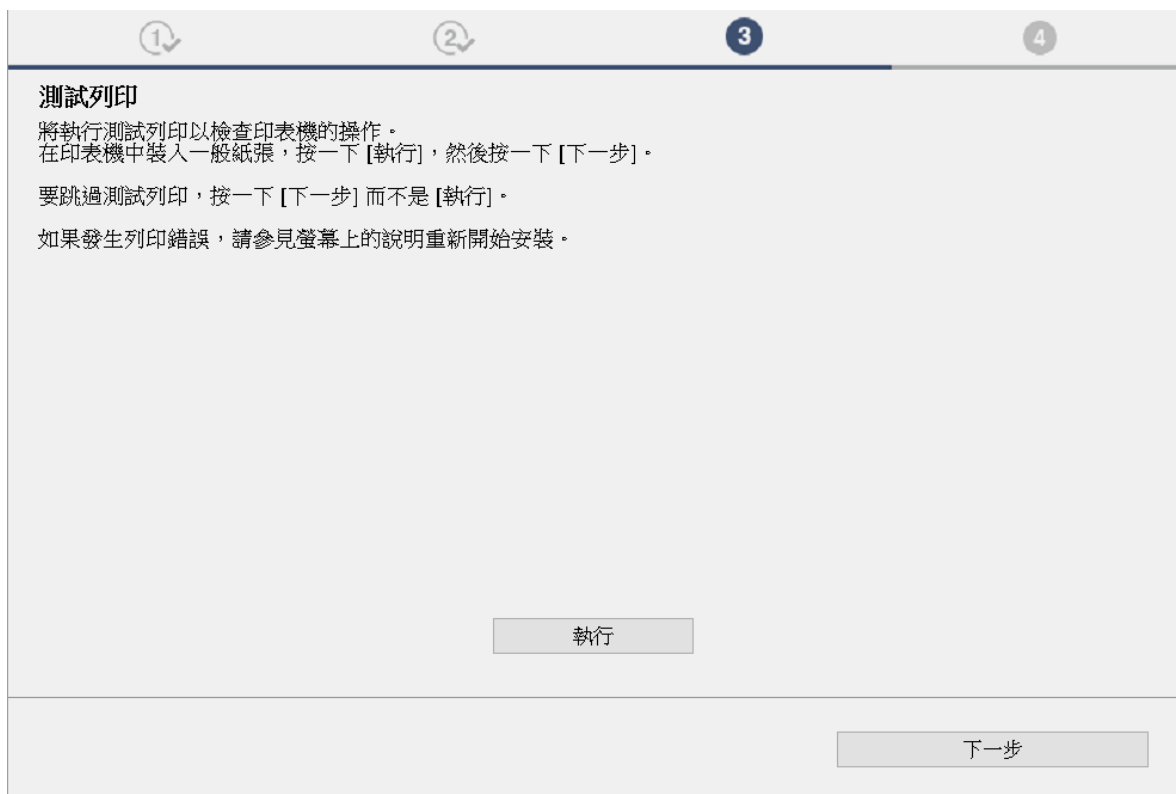 1
2
3
4
測試列印
將執行測試列印以檢查印表機的操作。
在印表機中裝入一般紙張，按一下 [執行]，然後按一下 [下一步]。
要跳過測試列印，按一下 [下一步] 而不是 [執行]。
如果發生列印錯誤，請參見螢幕上的說明重新開始安裝。
執行
下一步